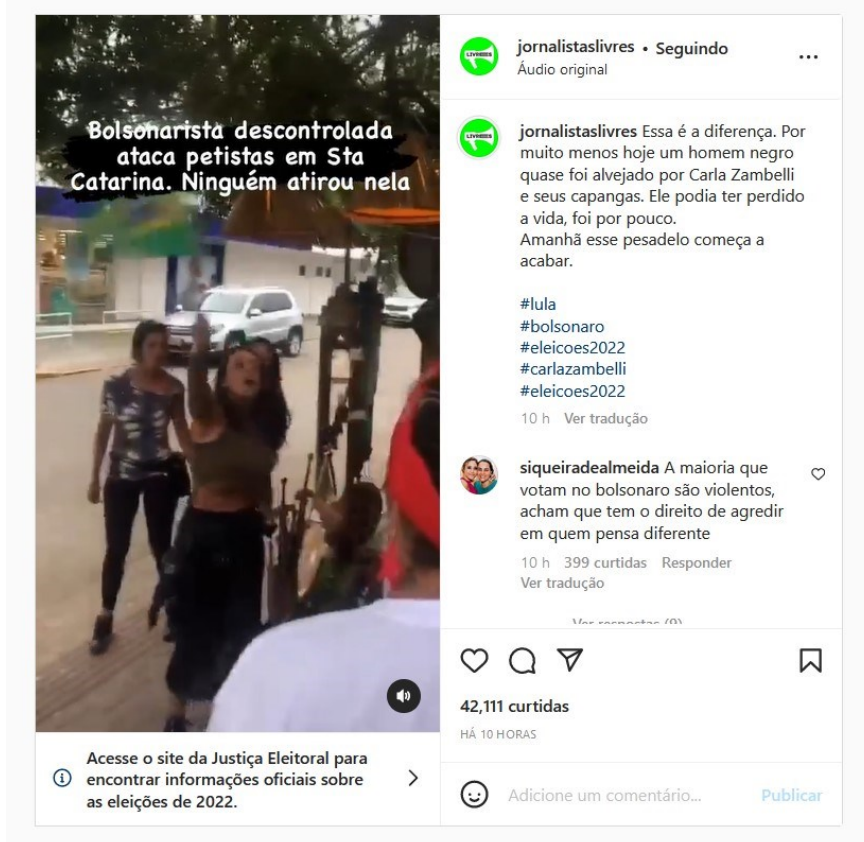 Bolsonarista descontrolada
ataca petistas em Sta
Catarina. Ninguém atirou nela
Acesse o site da Justiça Eleitoral para
encontrar informações oficiais sobre
as eleições de 2022.
jornalistaslivres • Seguindo
Áudio original
jornalistaslivres Essa é a diferença. Por
muito menos hoje um homem negro
quase foi alvejado por Carla Zambelli
e seus capangas. Ele podia ter perdido
a vida, foi por pouco.
Amanhã esse pesadelo começa a
acabar.
#lula
#bolsonaro
#eleicoes2022
#carlazambelli
#eleicoes2022
10 h Ver tradução
siqueiradealmeida A maioria que
votam no bolsonaro são violentos,
acham que tem o direito de agredir
em quem pensa diferente
10 h 399 curtidas Responder
Ver tradução
Ver respostas (9)
42,111 curtidas
HÁ 10 HORAS
Adicione um comentário...
Publicar